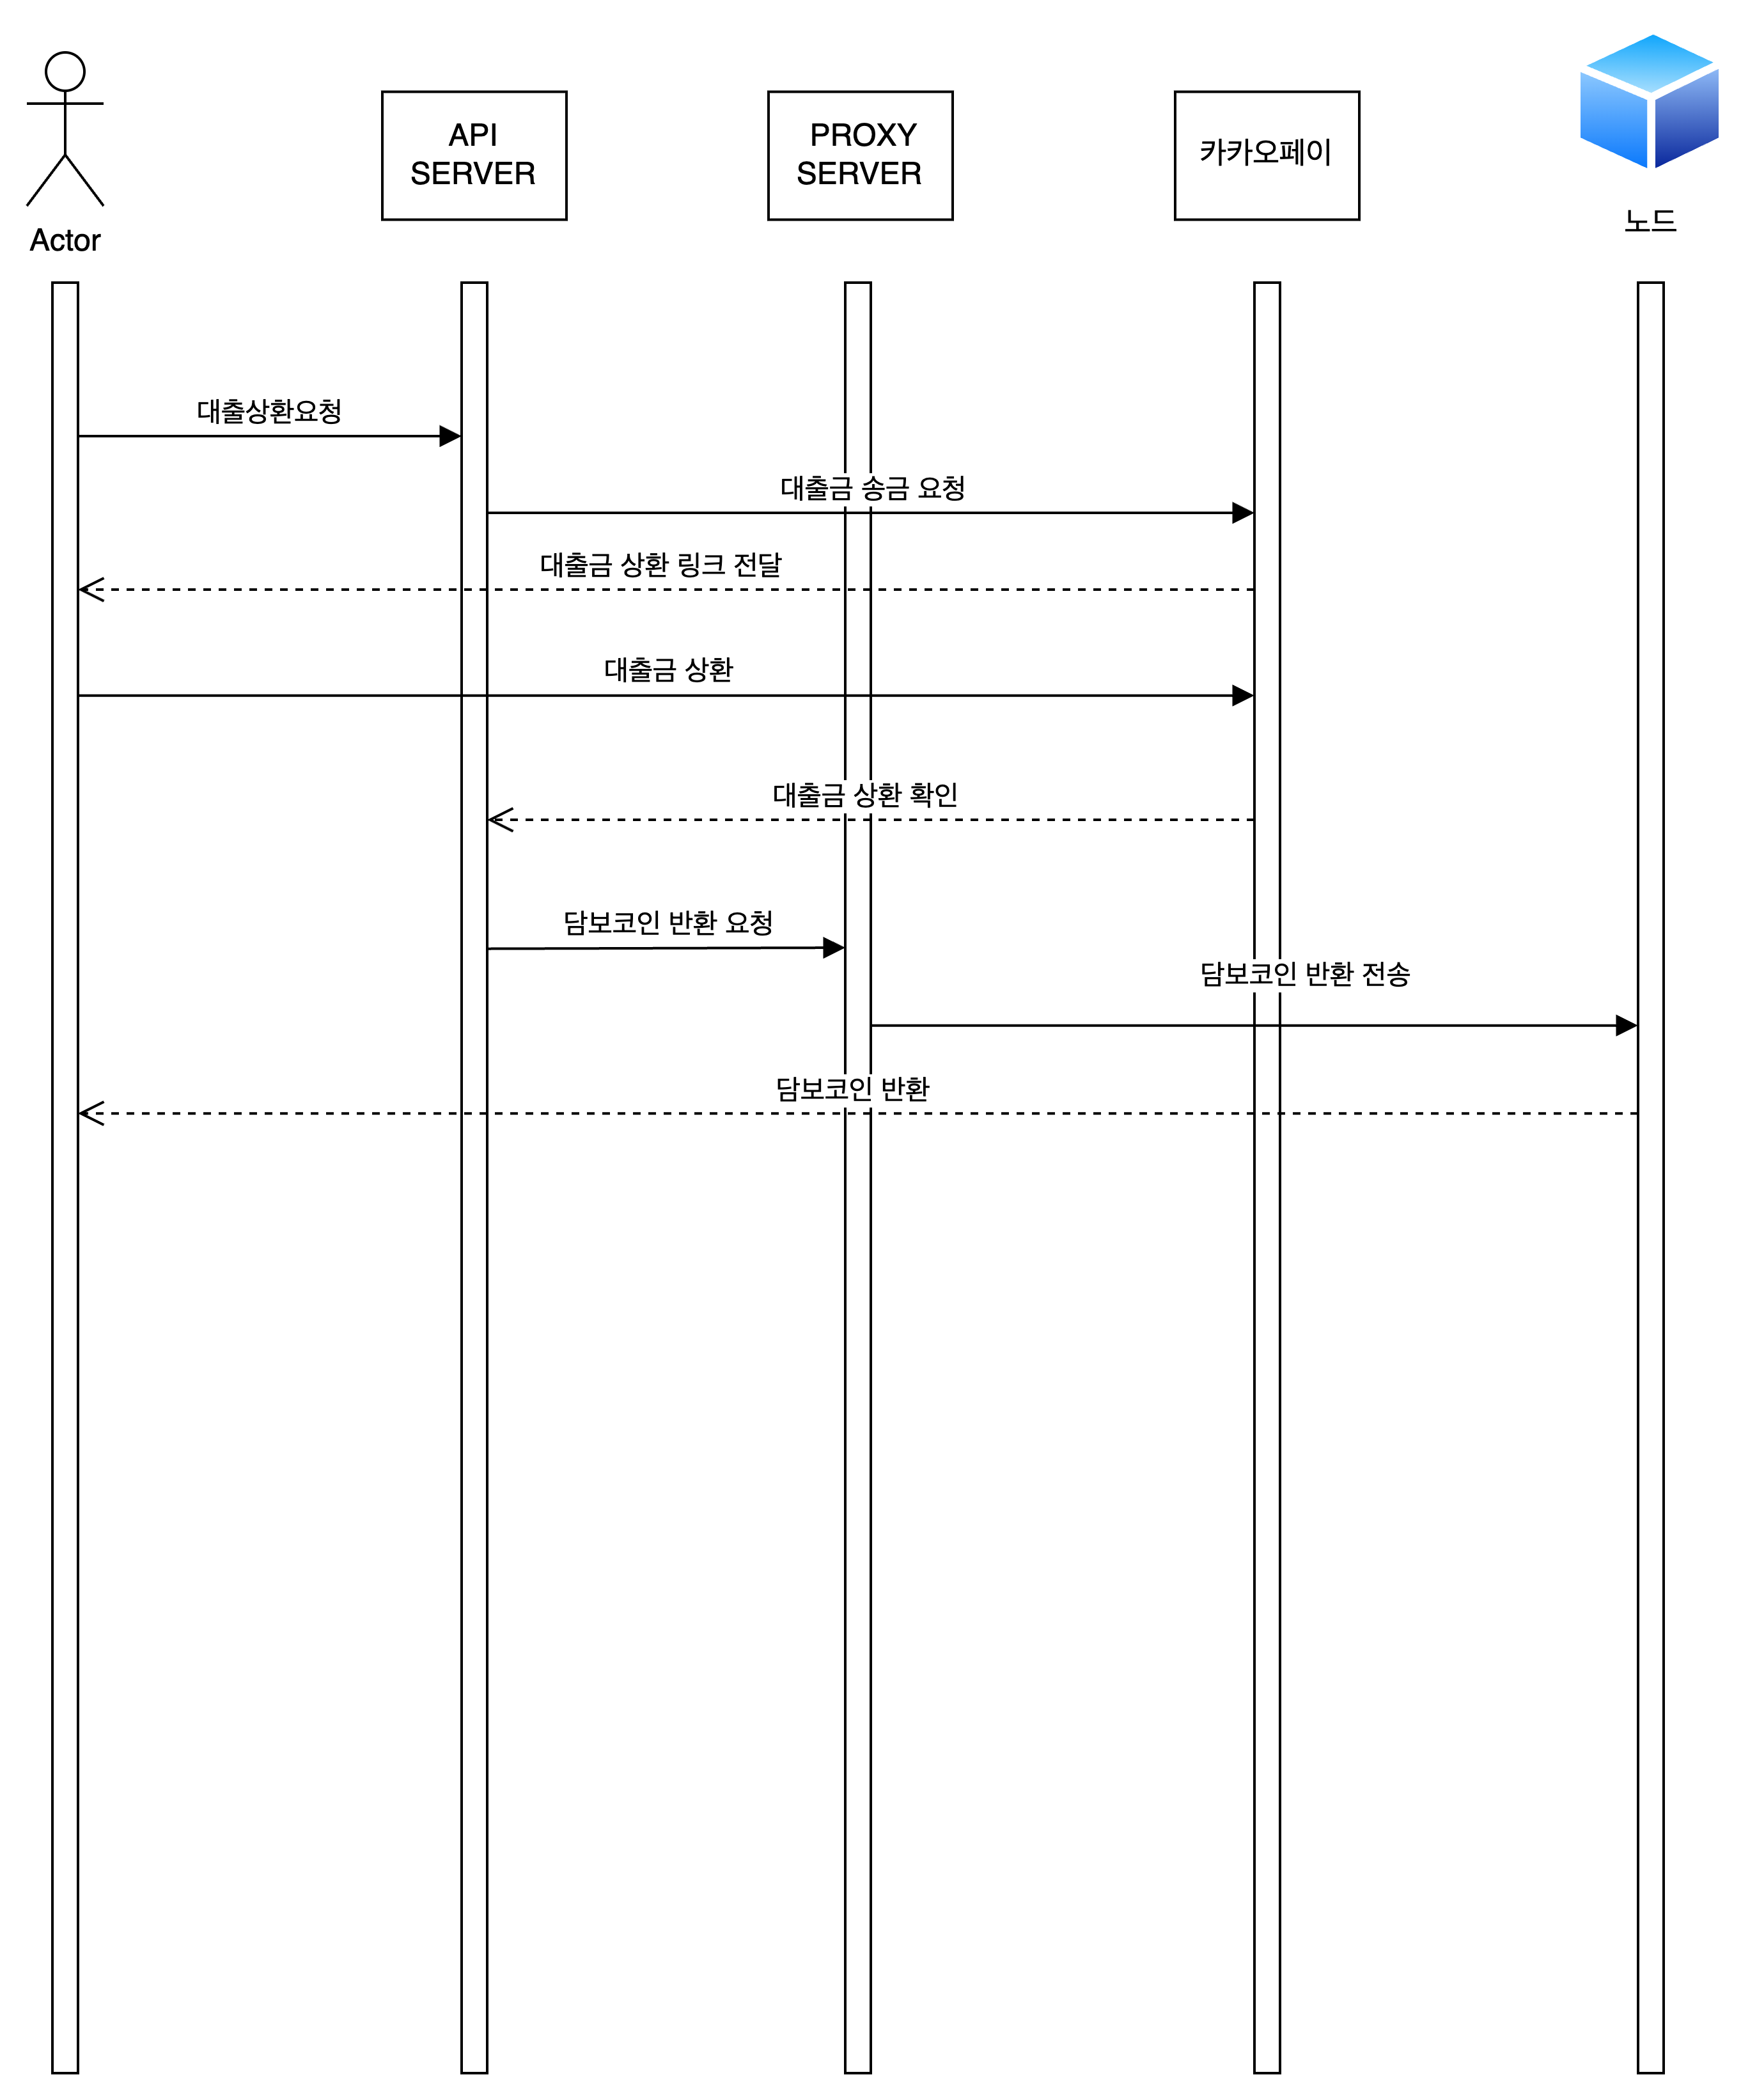 Actor
API
SERVER
PROXY
SERVER
카카오페이
노드
대출상환요청
대출금 송금 요청
대출금 상환 링크 전달
대출금 상환
대출금 상환 확인
담보코인 반환 요청
담보코인 반환 전송
담보코인 반환